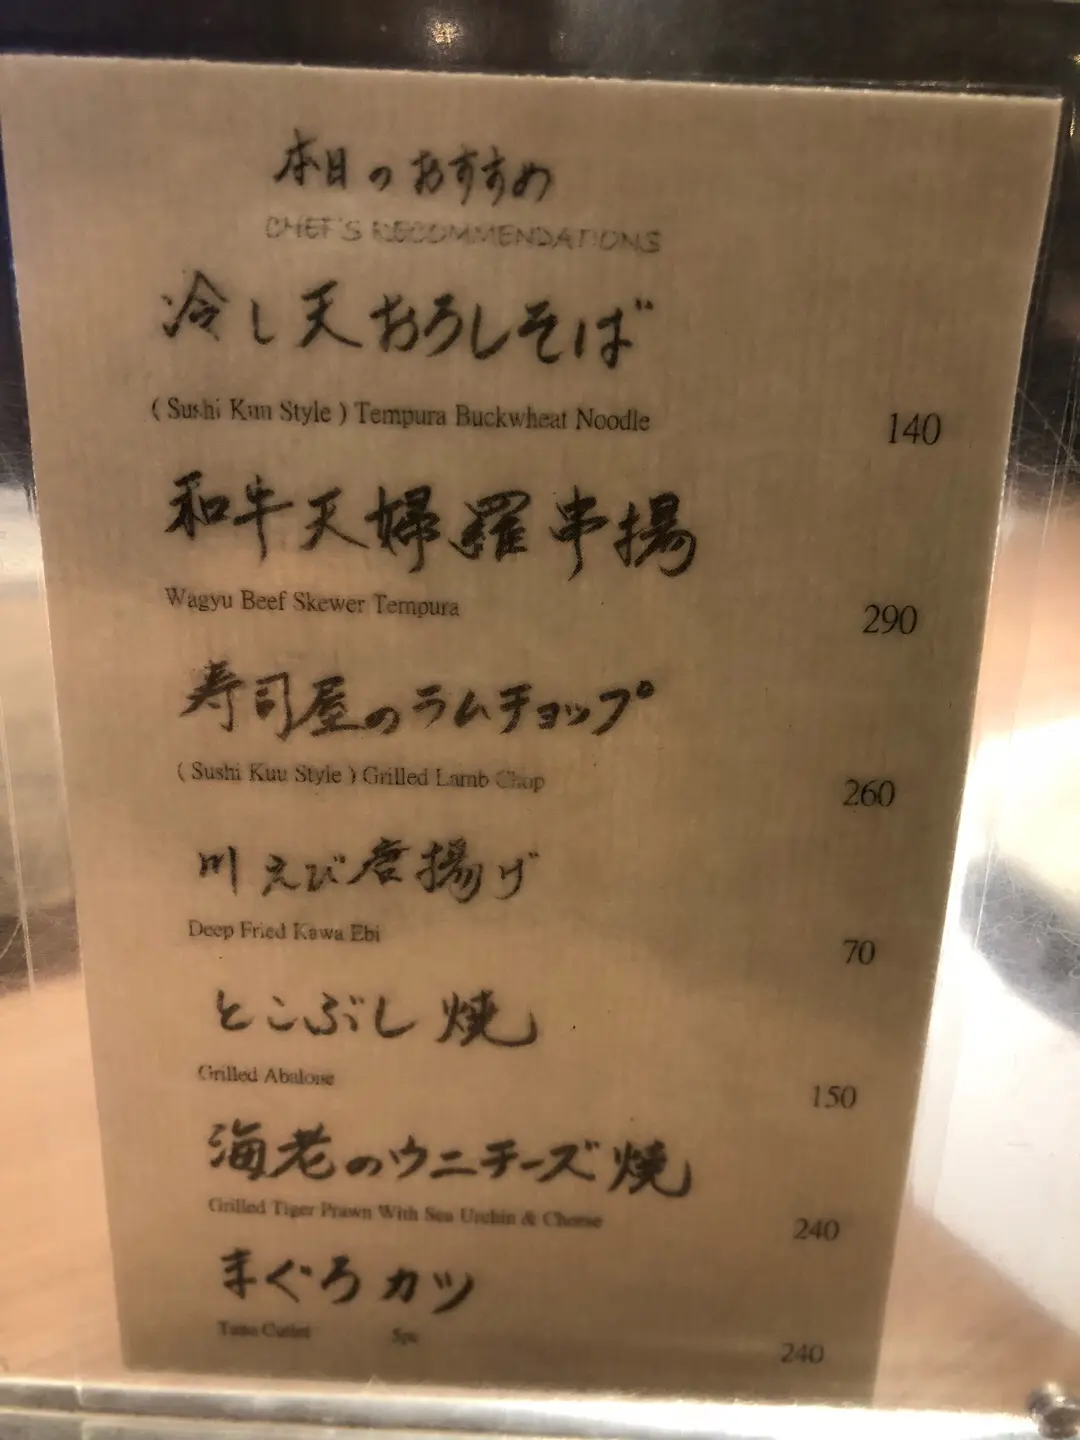 本日のおすすめ
CHEF'S RECOMMENDATIONS
冷し天おろしそば
( Sushi Kuu Style ) Tempura Buckwheat Noodle 140
和牛天婦羅串揚
Wagyu Beef Skewer Tempura 290
寿司屋のラムチョップ
( Sushi Kuu Style ) Grilled Lamb Chop 260
川えび唐揚げ
Deep Fried Kawa Ebi 70
とこぶし焼
Grilled Abalone 150
海老のウニチーズ焼
Grilled Tiger Prawn With Sea Urchin & Cheese 240
まぐろカツ
Tuna Cutlet 240